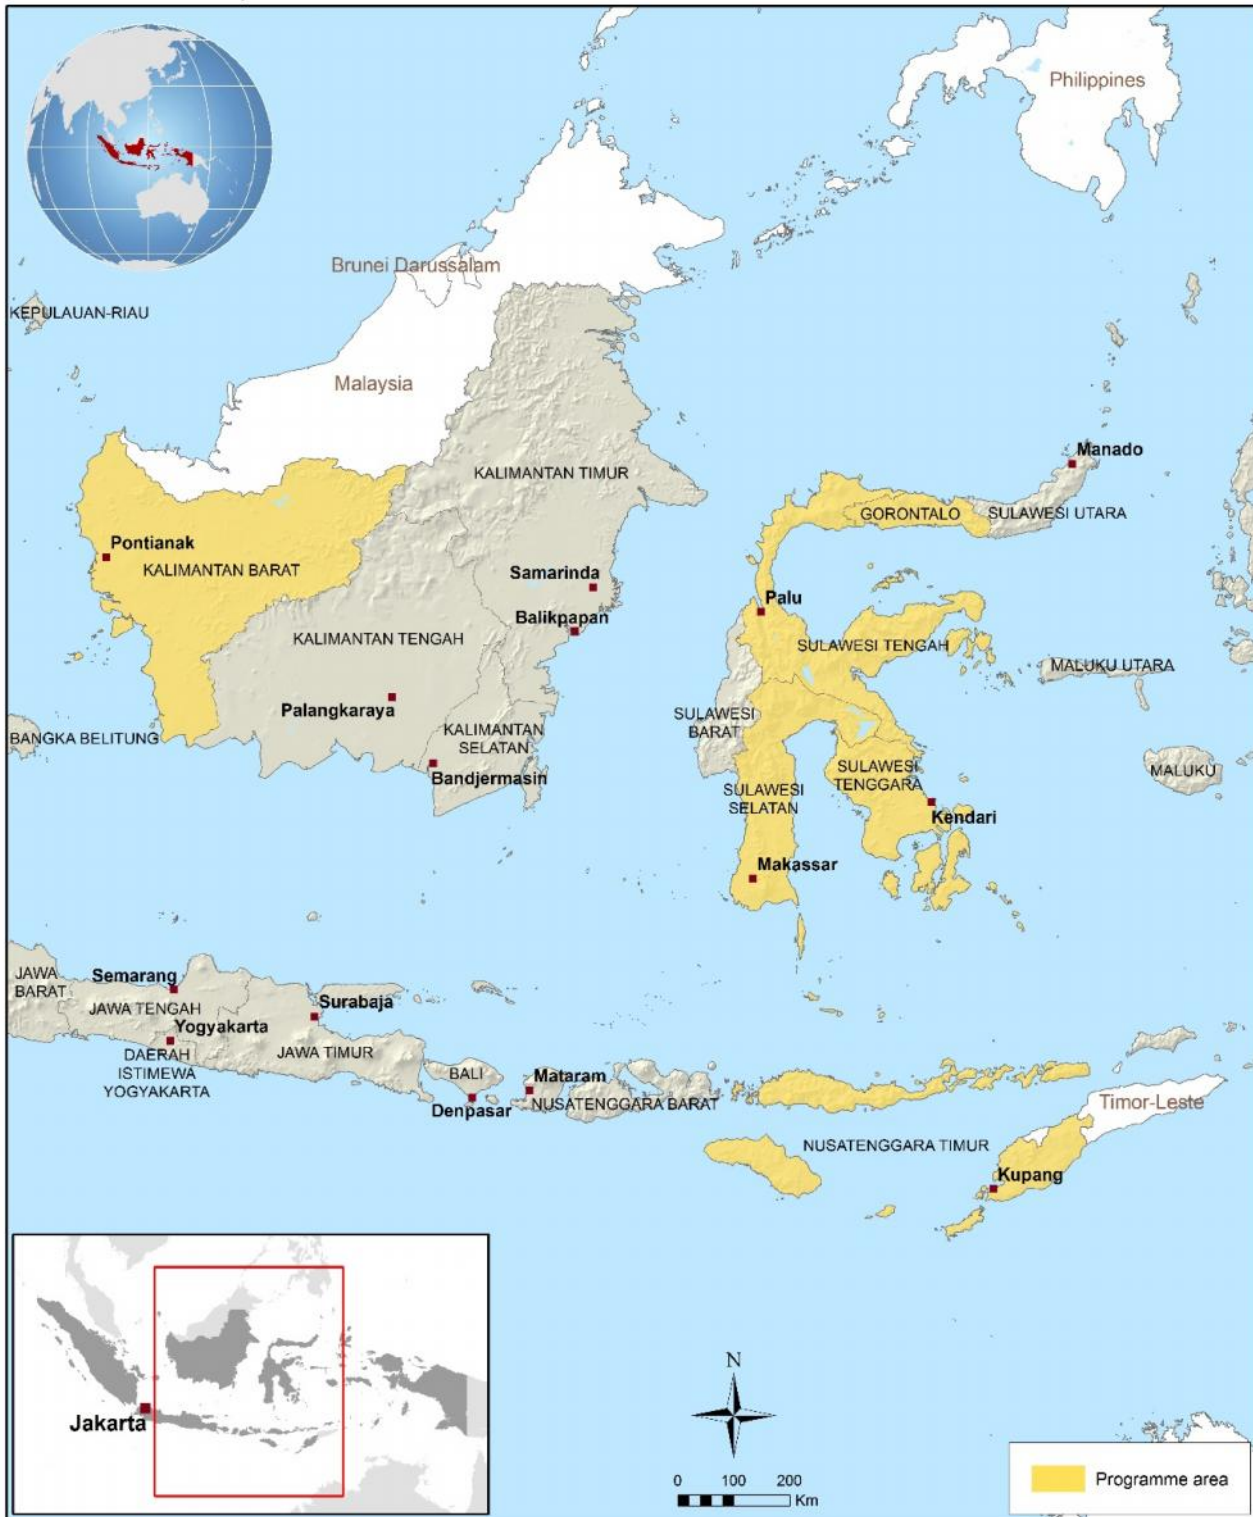 Philippines
Brunei Darussalam
KEPULAUAN-RIAU
Malaysia
Manado
KALIMANTAN TIMUR
GORONTALO
SULAWESI UTARA
Pontianak
KALIMANTAN BARAT
Samarinda
Palu
Balikpapan
KALIMANTAN TENGAH
SULAWESI TENGAH
MALUKU UTARA
Palangkaraya
SULAWESI
BARAT
BANGKA BELITUNG
KALIMANTAN
SELATAN
Bandjermasin
SULAWESI
TENGGARA
MALUKU
SULAWESI
SELATAN
Kendari
Makassar
JAWA
BARAT
Semarang
JAWA TENGAH
Surabaja
Yogyakarta
DAERAH
ISTIMEWA
YOGYAKARTA
JAWA TIMUR
BALI
Mataram
Denpasar
NUSATENGGARA BARAT
Timor-Leste
NUSATENGGARA TIMUR
Kupang
Jakarta
N
0 100 200
Km
Programme area